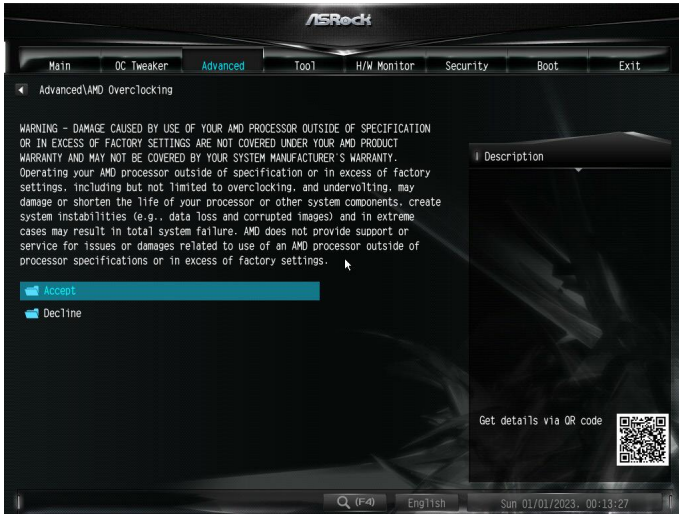 ASRock
Main OC Tweaker Advanced Tool H/W Monitor Security Boot Exit
Advanced\AMD Overclocking
WARNING - DAMAGE CAUSED BY USE OF YOUR AMD PROCESSOR OUTSIDE OF SPECIFICATION
OR IN EXCESS OF FACTORY SETTINGS ARE NOT COVERED UNDER YOUR AMD PRODUCT
WARRANTY AND MAY NOT BE COVERED BY YOUR SYSTEM MANUFACTURER'S WARRANTY.
Operating your AMD processor outside of specification or in excess of factory
settings, including but not limited to overclocking, and undervolting, may
damage or shorten the life of your processor or other system components, create
system instabilities (e.g., data loss and corrupted images) and in extreme
cases may result in total system failure. AMD does not provide support or
service for issues or damages related to use of an AMD processor outside of
processor specifications or in excess of factory settings.
Accept
Decline
Description
Get details via QR code
(F4) English Sun 01/01/2023, 00:13:27